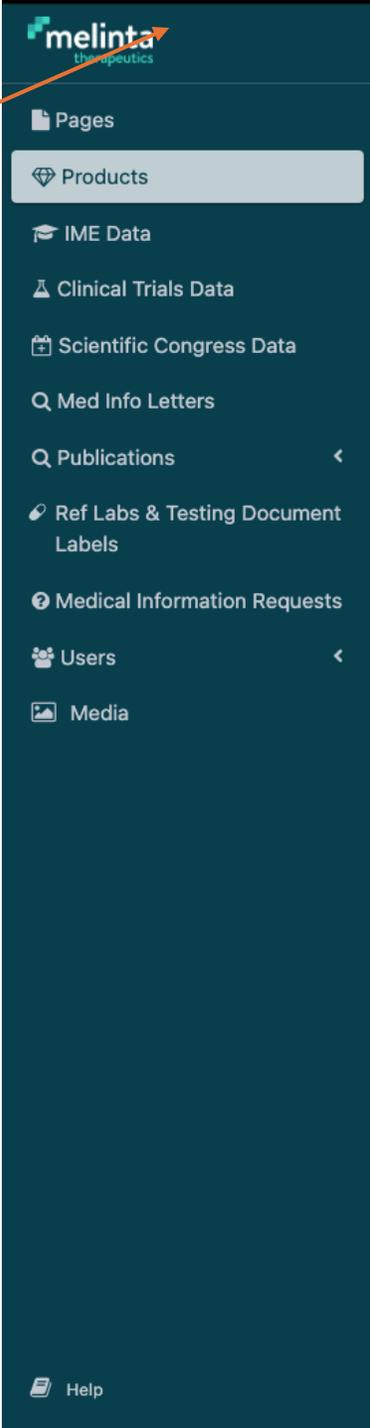 melinta
therapeutics
Pages
Products
IME Data
Clinical Trials Data
Scientific Congress Data
Med Info Letters
Publications
Ref Labs & Testing Document
Labels
Medical Information Requests
Users
Media
Help